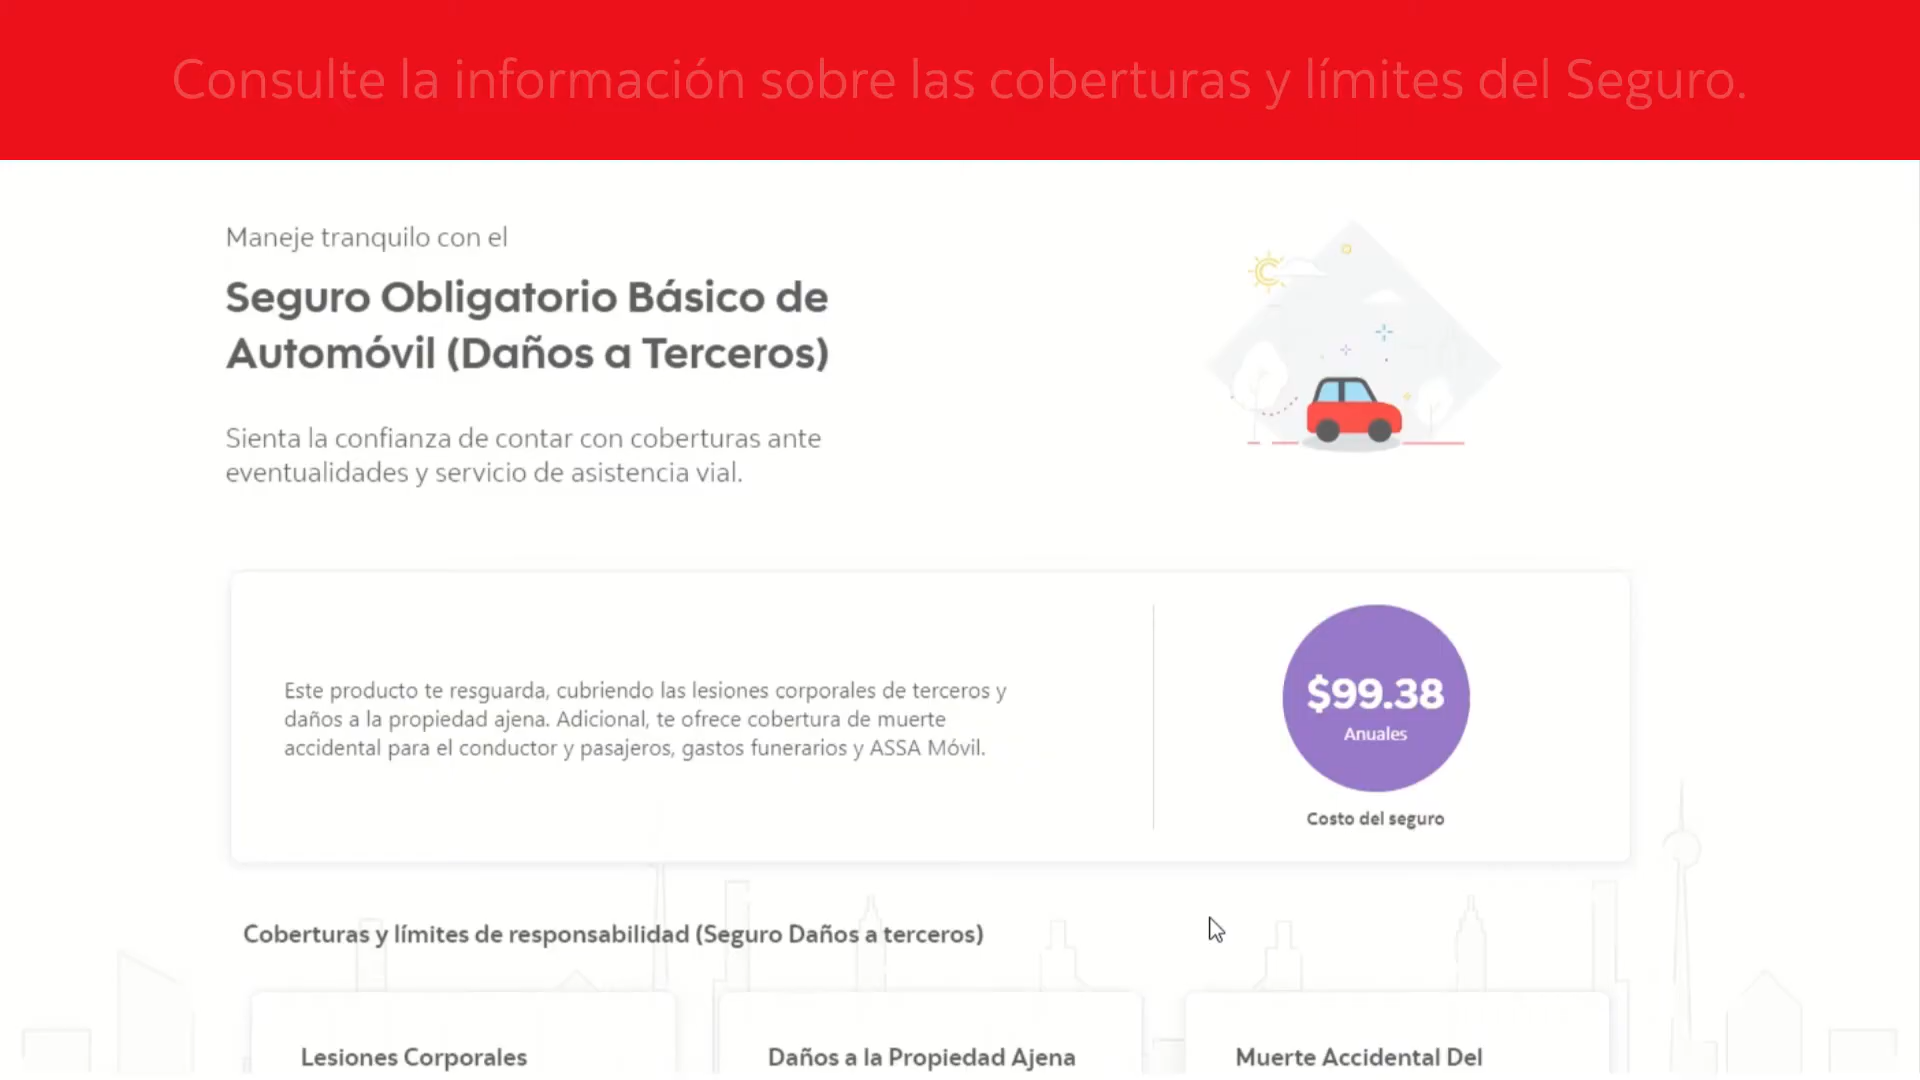 Consulte la información sobre las coberturas y límites del Seguro.
Maneje tranquilo con el
Seguro Obligatorio Básico de
Automóvil (Daños a Terceros)
Sienta la confianza de contar con coberturas ante
eventualidades y servicio de asistencia vial.
Este producto te resguarda, cubriendo las lesiones corporales de terceros y
daños a la propiedad ajena. Adicional, te ofrece cobertura de muerte
accidental para el conductor y pasajeros, gastos funerarios y ASSA Móvil.
$99.38
Anuales
Costo del seguro
Coberturas y límites de responsabilidad (Seguro Daños a terceros)
Lesiones Corporales
Daños a la Propiedad Ajena
Muerte Accidental Del